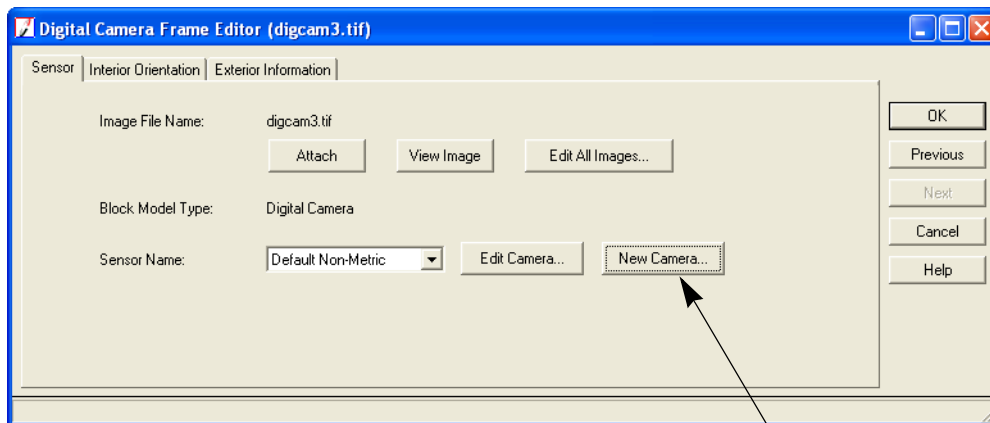 Digital Camera Frame Editor (digcam3.tif)
Sensor Interior Orientation Exterior Information
Image File Name: digcam3.tif
Attach View Image Edit All Images...
Block Model Type: Digital Camera
Sensor Name: Default Non-Metric Edit Camera... New Camera...
OK
Previous
Next
Cancel
Help